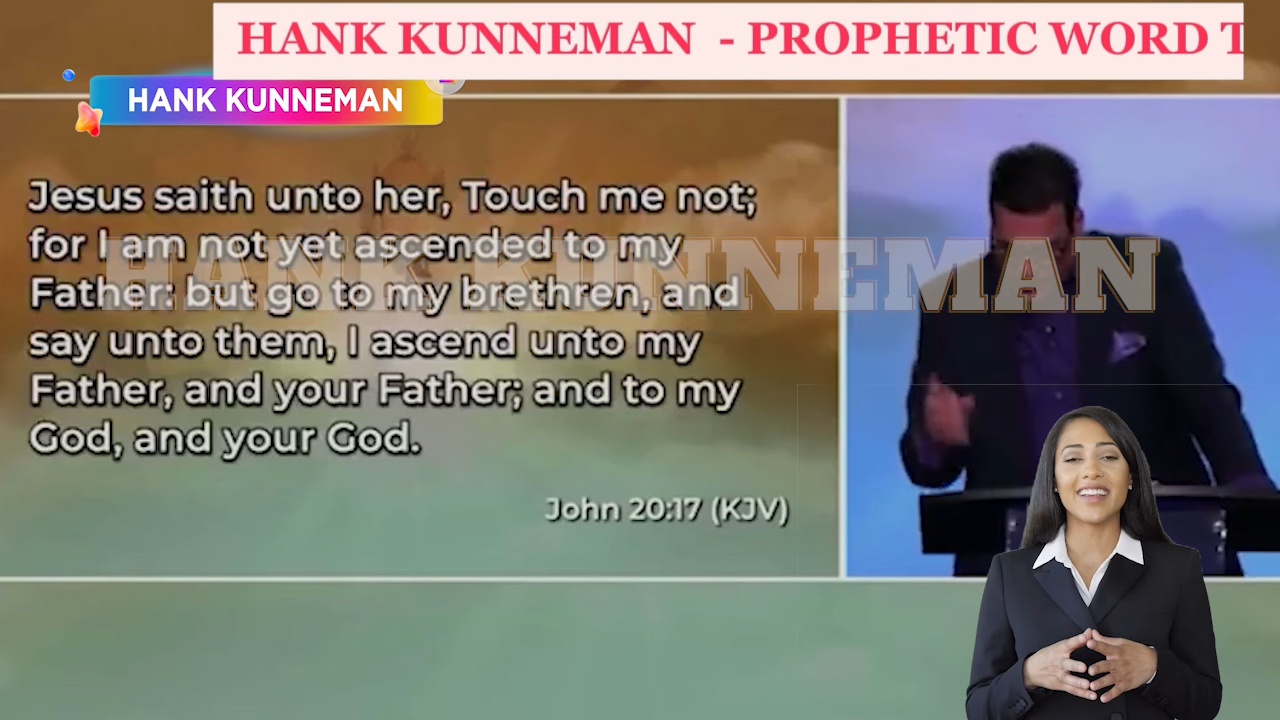 HANK KUNNEMAN - PROPHETIC WORD T
HANK KUNNEMAN
Jesus saith unto her, Touch me not;
for I am not yet ascended to my
Father: but go to my brethren, and
say unto them, I ascend unto my
Father, and your Father; and to my
God, and your God.
John 20:17 (KJV)
HANK KUNNEMAN